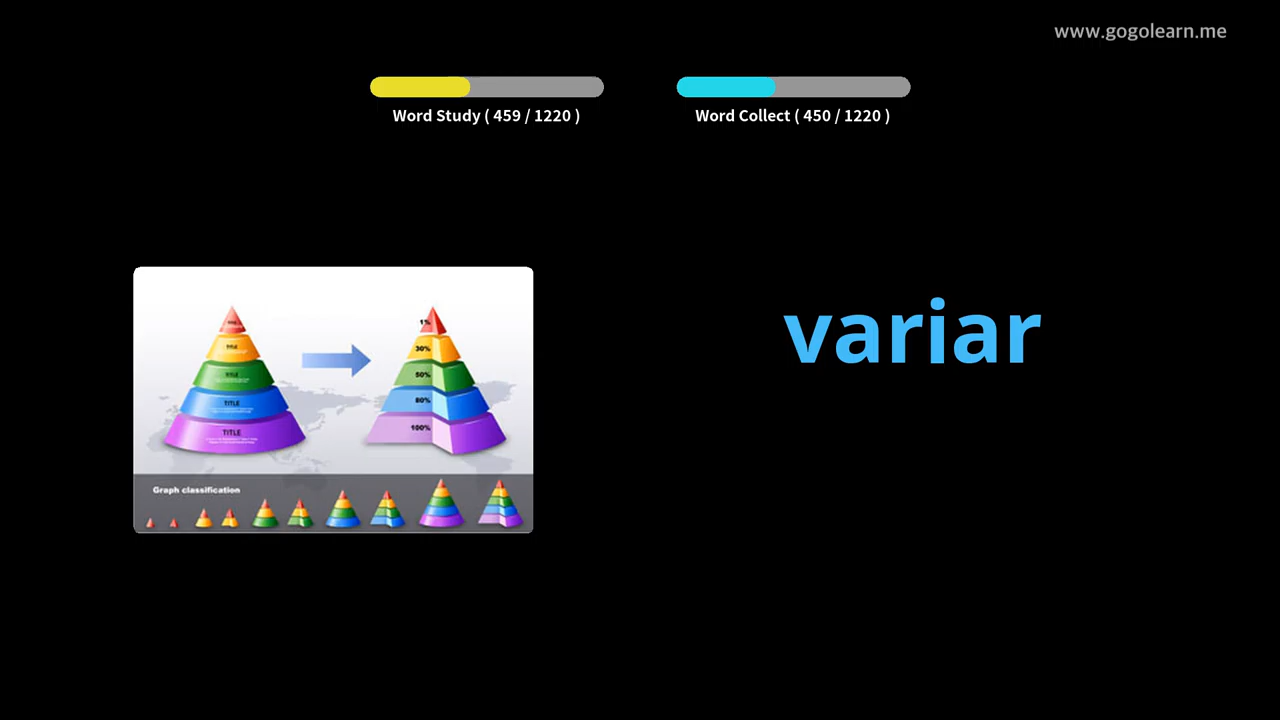 www.gogolearn.me
Word Study ( 459 / 1220 )
Word Collect ( 450 / 1220 )
variar
TITLE
TITLE
TITLE
TITLE
1%
30%
50%
80%
100%
Graph classification